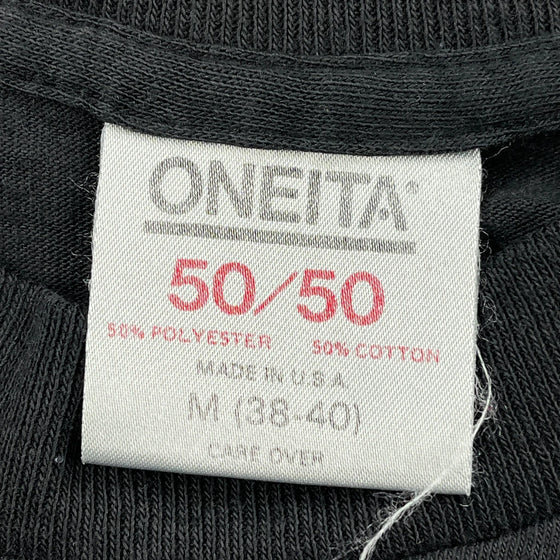 ONEITA®
50/50
50% POLYESTER 50% COTTON
MADE IN U.S.A.
M (38-40)
CARE OVER